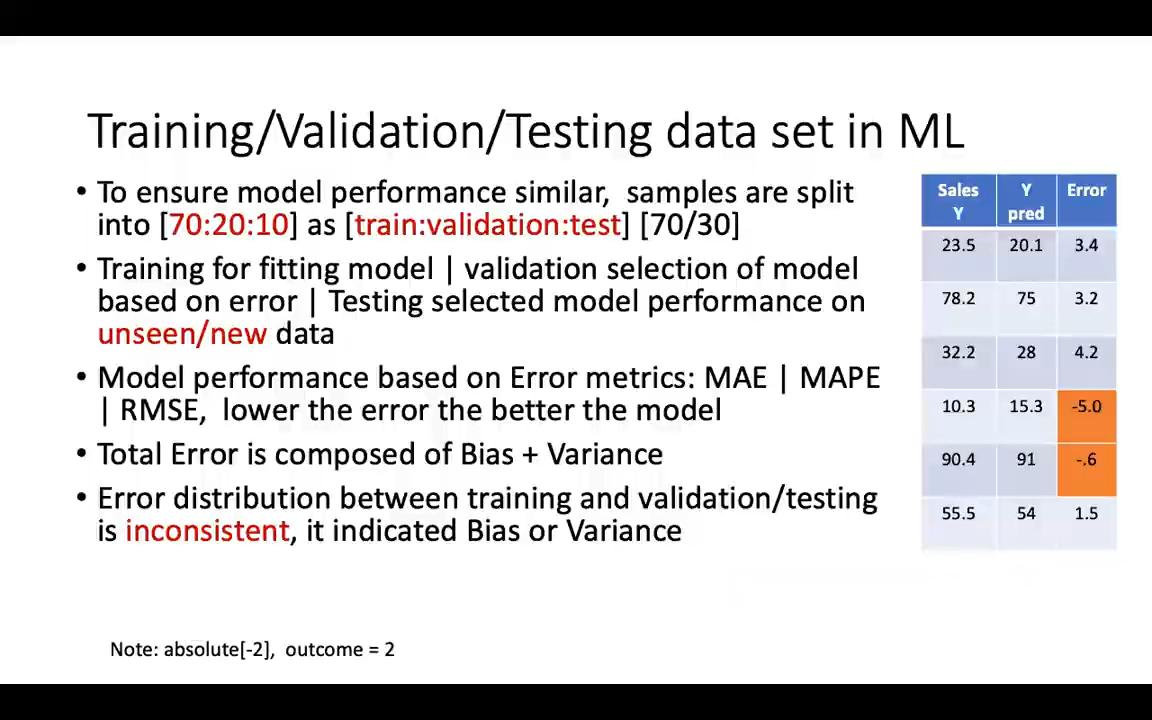 Training/Validation/Testing data set in ML
• To ensure model performance similar, samples are split
into [70:20:10] as [train:validation:test] [70/30]
• Training for fitting model | validation selection of model
based on error | Testing selected model performance on
unseen/new data
• Model performance based on Error metrics: MAE | MAPE
| RMSE, lower the error the better the model
• Total Error is composed of Bias + Variance
• Error distribution between training and validation/testing
is inconsistent, it indicated Bias or Variance
Sales Y Error
Y pred
23.5 20.1 3.4
78.2 75 3.2
32.2 28 4.2
10.3 15.3 -5.0
90.4 91 -.6
55.5 54 1.5
Note: absolute[-2], outcome = 2